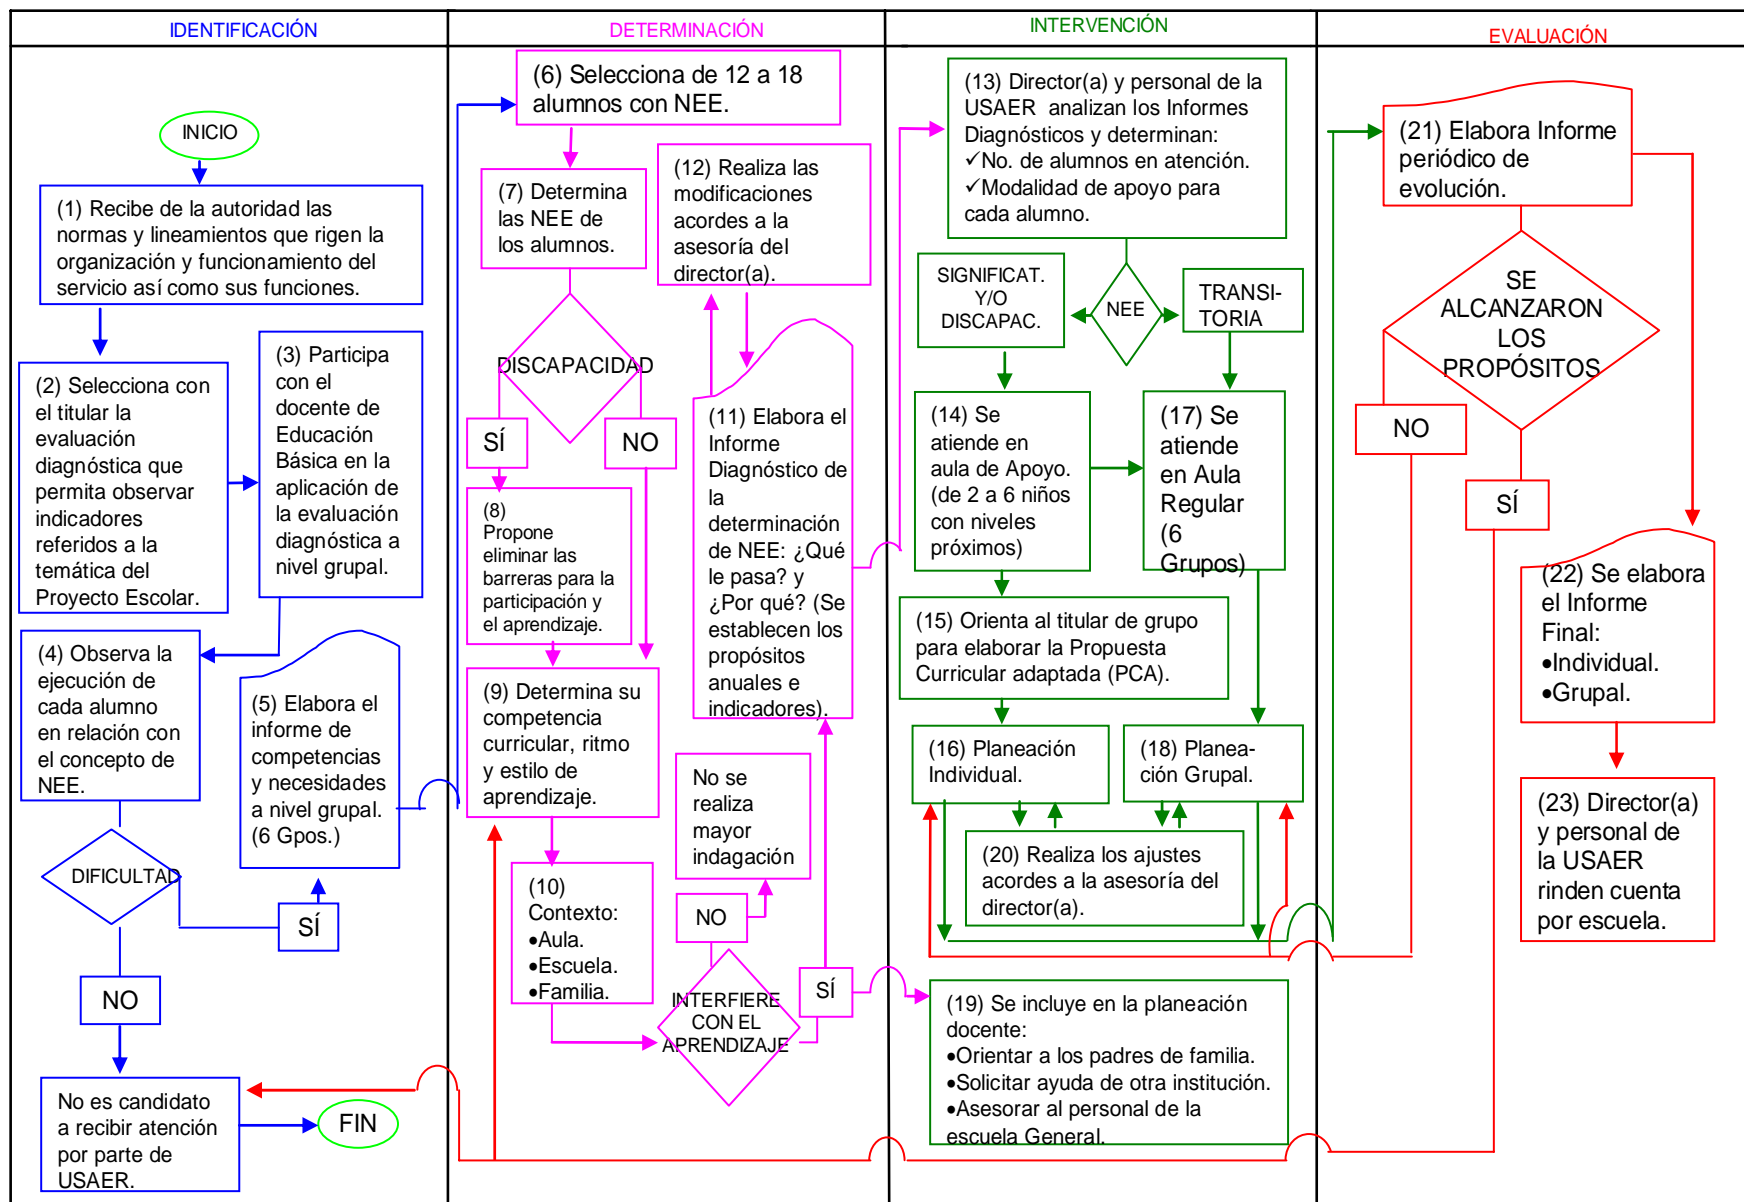 IDENTIFICACIÓN
DETERMINACIÓN
INTERVENCIÓN
EVALUACIÓN
INICIO
(1) Recibe de la autoridad las
normas y lineamientos que rigen la
organización y funcionamiento del
servicio así como sus funciones.
(2) Selecciona con
el titular la
evaluación
diagnóstica que
permita observar
indicadores
referidos a la
temática del
Proyecto Escolar.
(3) Participa
con el
docente de
Educación
Básica en la
aplicación de
la evaluación
diagnóstica a
nivel grupal.
(4) Observa la
ejecución de
cada alumno
en relación con
el concepto de
NEE.
(5) Elabora el
informe de
competencias
y necesidades
a nivel grupal.
(6 Gpos.)
DIFICULTAD
SÍ
NO
No es candidato
a recibir atención
por parte de
USAER.
FIN
(6) Selecciona de 12 a 18
alumnos con NEE.
(7) Determina
las NEE de
los alumnos.
DISCAPACIDAD
SÍ
NO
(8)
Propone
eliminar las
barreras para la
participación y
el aprendizaje.
(9) Determina su
competencia
curricular, ritmo
y estilo de
aprendizaje.
(10)
Contexto:
•Aula.
•Escuela.
•Familia.
INTERFIERE
CON EL
APRENDIZAJE
NO
No se
realiza
mayor
indagación
SÍ
(11) Elabora el
Informe
Diagnóstico de
la
determinación
de NEE: ¿Qué
le pasa? y
¿Por qué? (Se
establecen los
propósitos
anuales e
indicadores).
(12) Realiza las
modificaciones
acordes a la
asesoría del
director(a).
(13) Director(a) y personal de la
USAER analizan los Informes
Diagnósticos y determinan:
✓No. de alumnos en atención.
✓Modalidad de apoyo para
cada alumno.
SIGNIFICAT.
Y/O
DISCAPAC.
NEE
TRANSI-
TORIA
(14) Se
atiende en
aula de Apoyo.
(de 2 a 6 niños
con niveles
próximos)
(17) Se
atiende
en Aula
Regular
(6
Grupos)
(15) Orienta al titular de grupo
para elaborar la Propuesta
Curricular adaptada (PCA).
(16) Planeación
Individual.
(18) Planea-
ción Grupal.
(20) Realiza los ajustes
acordes a la asesoría del
director(a).
(19) Se incluye en la planeación
docente:
•Orientar a los padres de familia.
•Solicitar ayuda de otra institución.
•Asesorar al personal de la
escuela General.
(21) Elabora Informe
periódico de
evolución.
SE
ALCANZARON
LOS
PROPÓSITOS
NO
SÍ
(22) Se elabora
el Informe
Final:
•Individual.
•Grupal.
(23) Director(a)
y personal de
la USAER
rinden cuenta
por escuela.